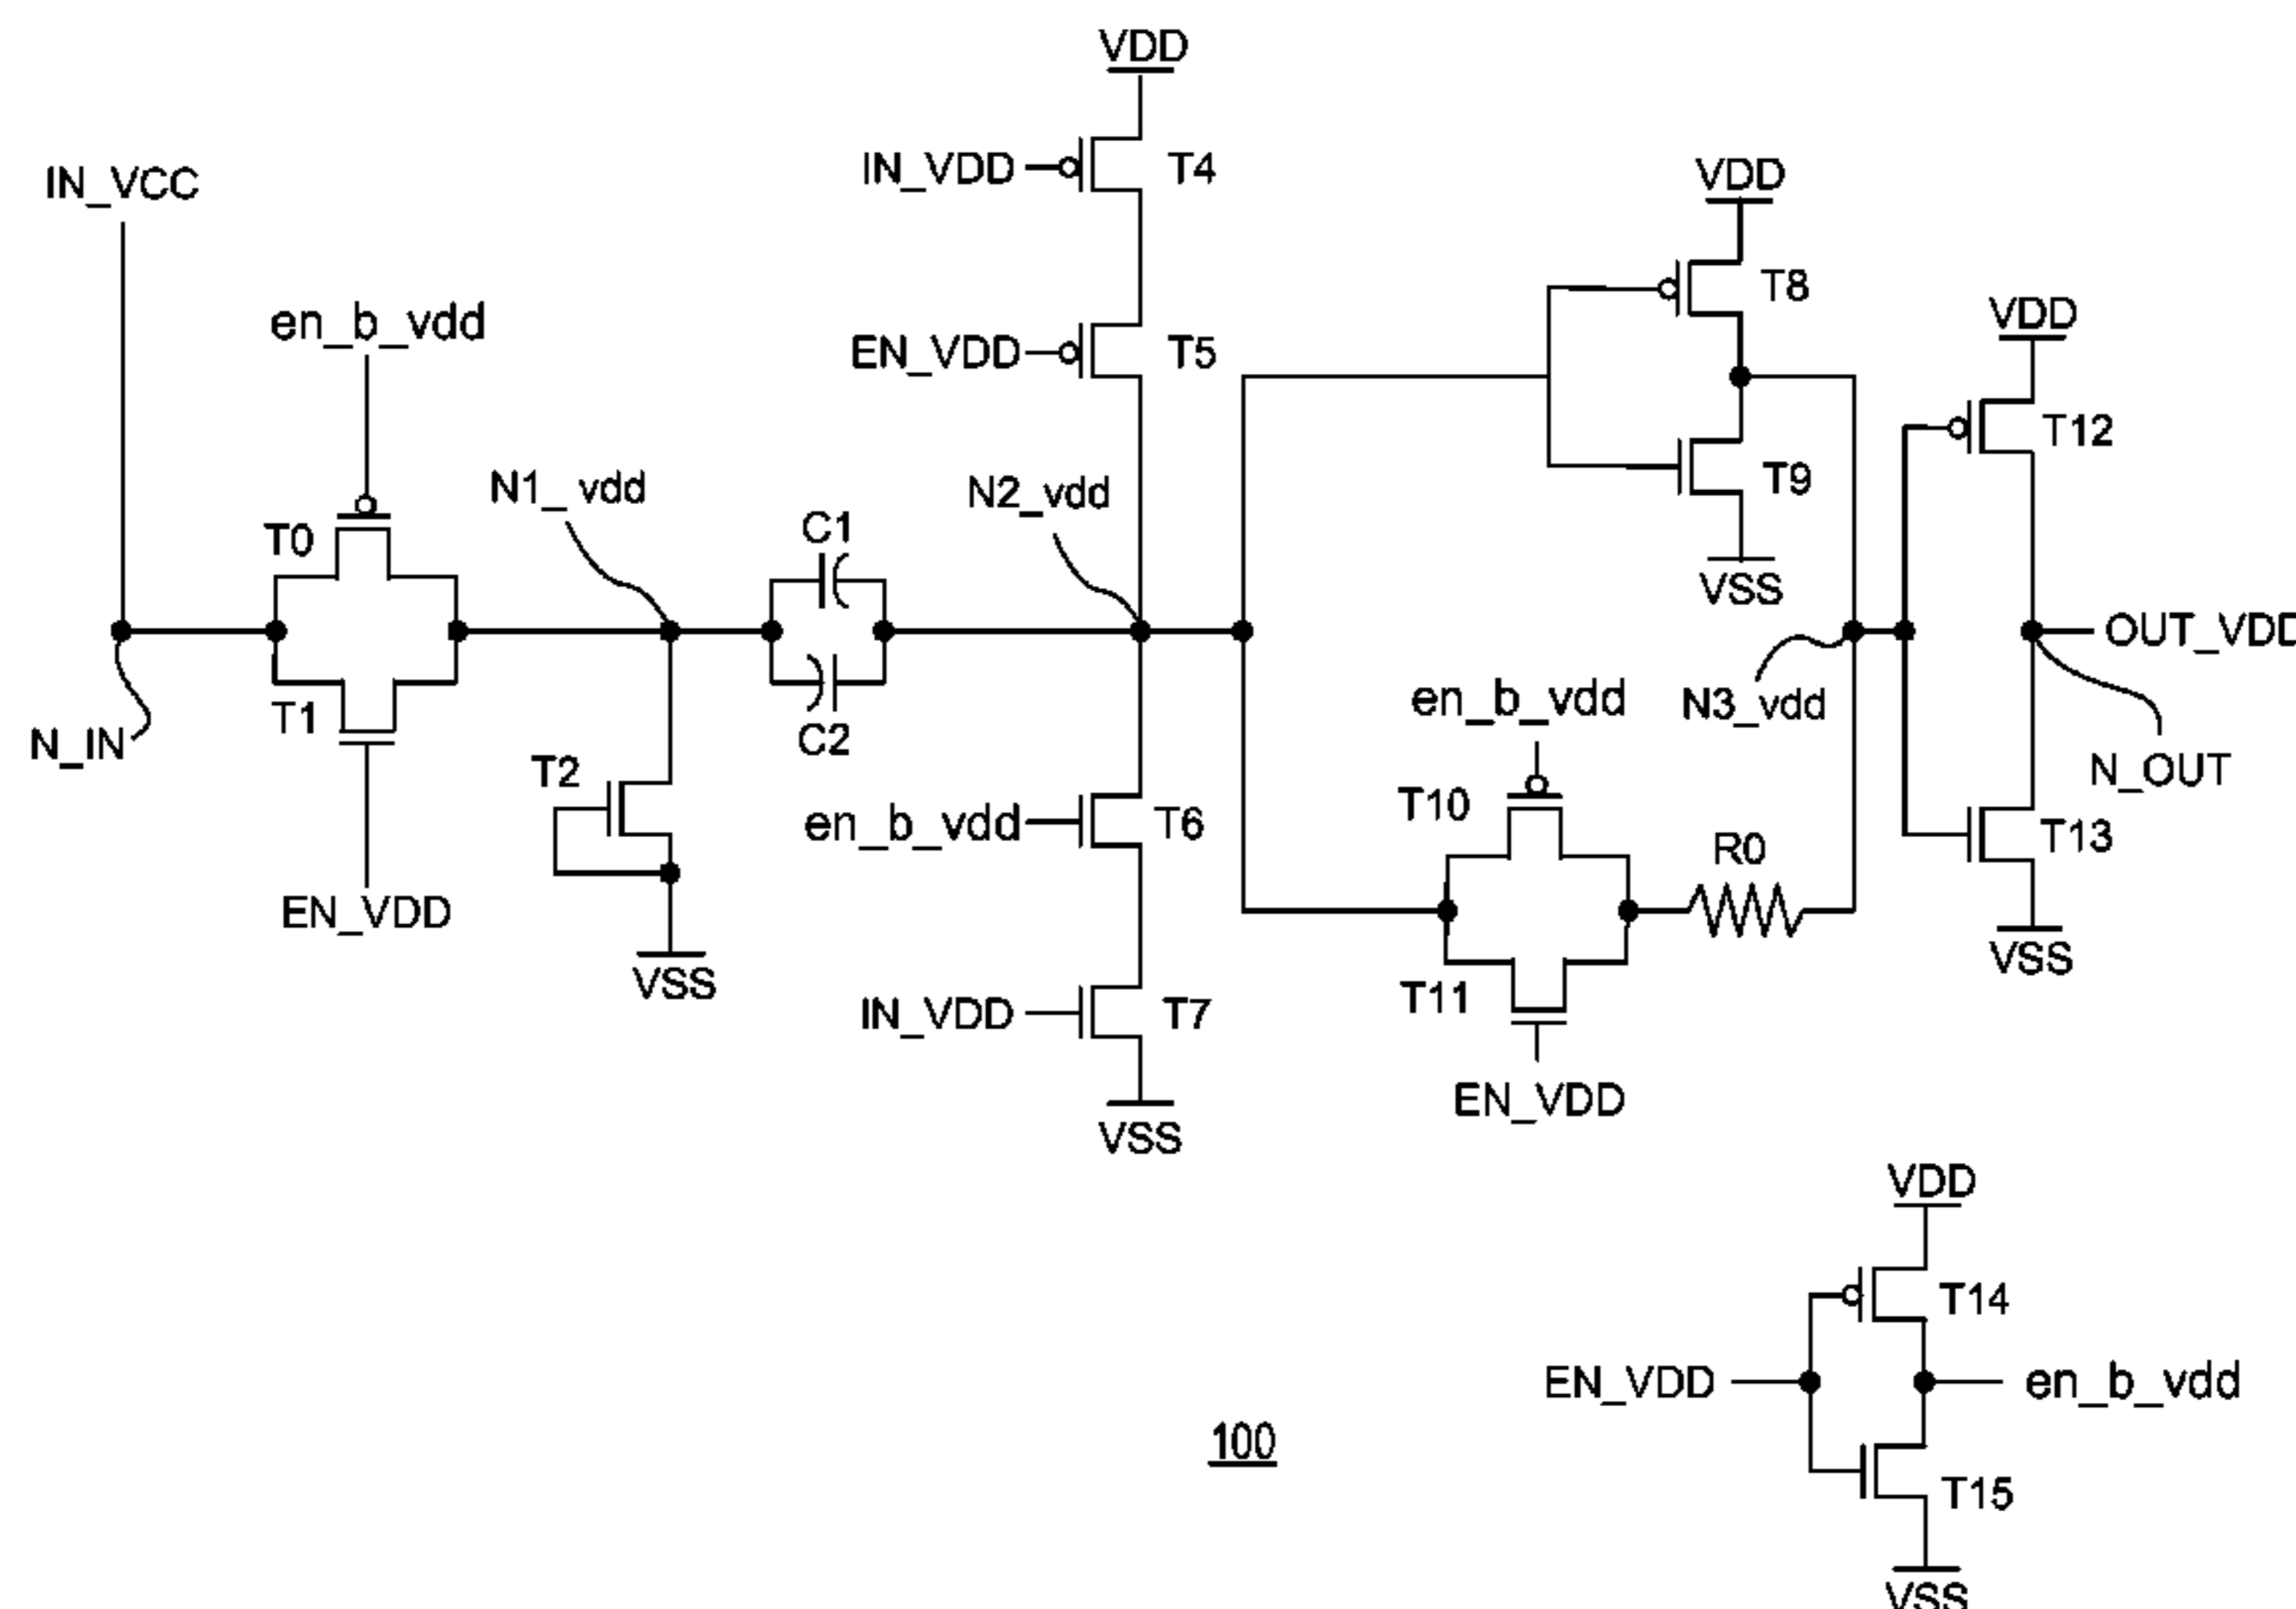 VDD
IN_VCC
IN_VDD
T4
VDD
T8
en_b_vdd
EN_VDD
T5
VDD
T12
N1_vdd
N2_vdd
T9
T0
C1
VSS
OUT_VDD
T1
N_IN
C2
en_b_vdd
N3_vdd
T2
N_OUT
T10
en_b_vdd
T6
R0
T13
EN_VDD
VSS
VSS
T11
IN_VDD
T7
EN_VDD
VSS
VDD
T14
EN_VDD
en_b_vdd
100
T15
VSS